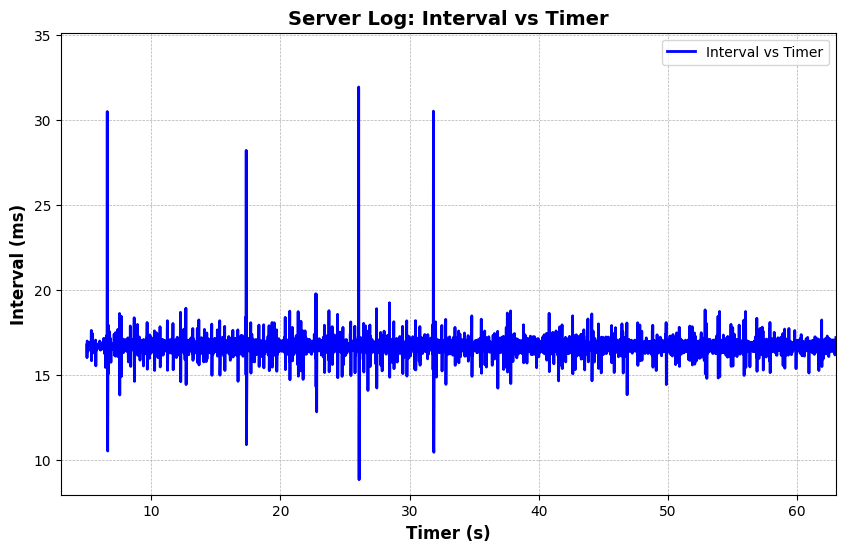 Server Log: Interval vs Timer
Interval vs Timer
35
30
25
20
15
10
Interval (ms)
10 20 30 40 50 60
Timer (s)